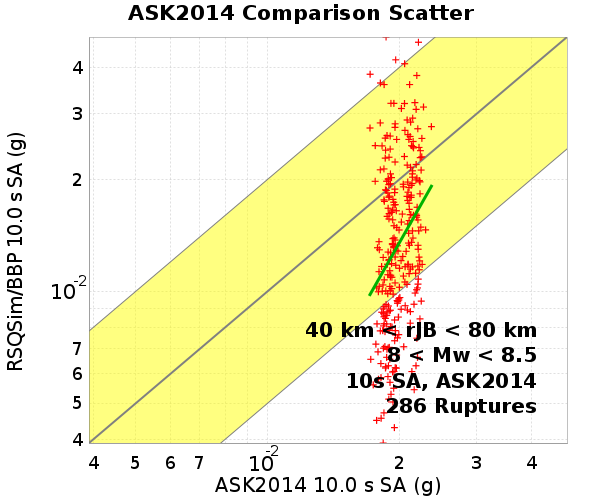 ASK2014 Comparison Scatter
RSQSim/BBP 10.0 s SA (g)
4
3
2
10-2
7
6
5
4
40 km < rJB < 80 km
8 < Mw < 8.5
10s SA, ASK2014
286 Ruptures
4 5 6 7 10-2 2 3 4
ASK2014 10.0 s SA (g)